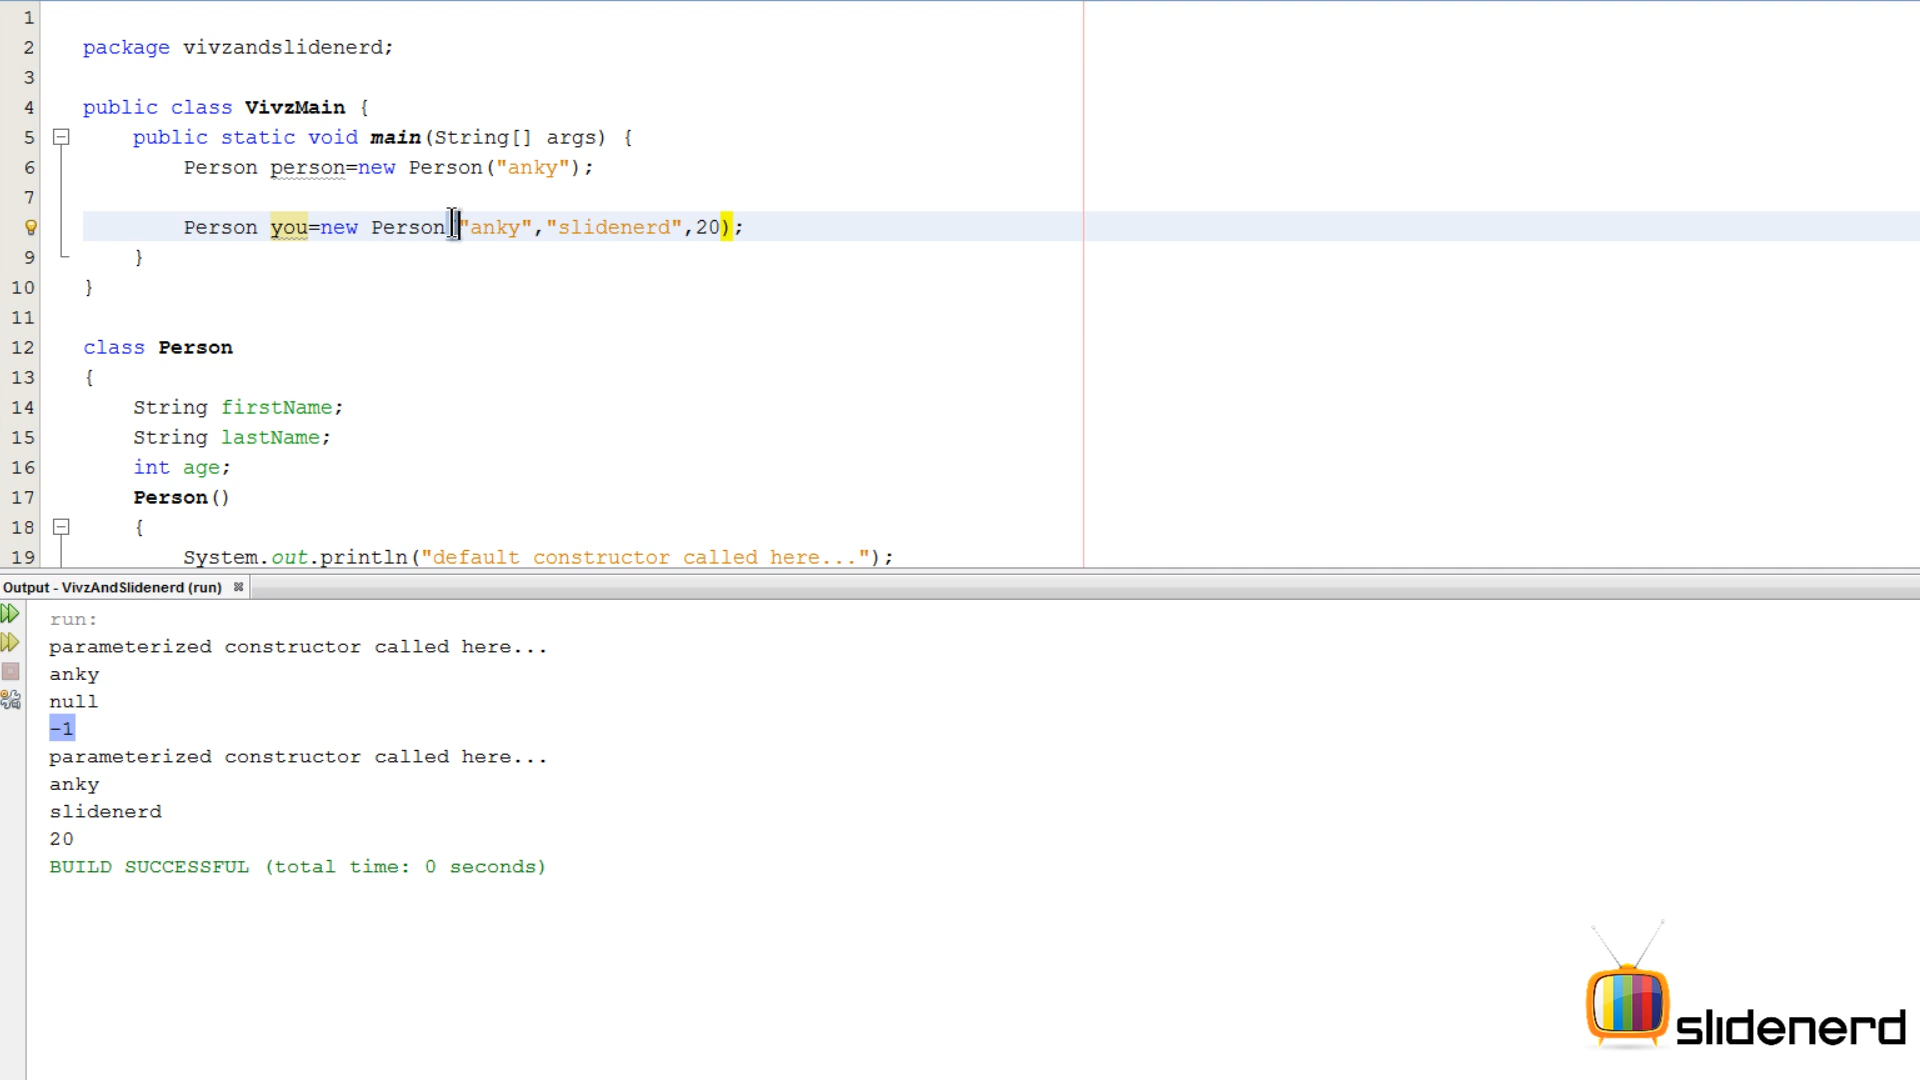 1
2 package vivzandslidenerd;
3
4 public class VivzMain {
5 public static void main(String[] args) {
6 Person person=new Person("anky");
7
Person you=new Person("anky","slidenerd",20);
9 }
10 }
11
12 class Person
13 {
14 String firstName;
15 String lastName;
16 int age;
17 Person()
18 {
19 System.out.println("default constructor called here...");
Output - VivzAndSlidenerd (run)
run:
parameterized constructor called here...
anky
null
-1
parameterized constructor called here...
anky
slidenerd
20
BUILD SUCCESSFUL (total time: 0 seconds)
slidenerd